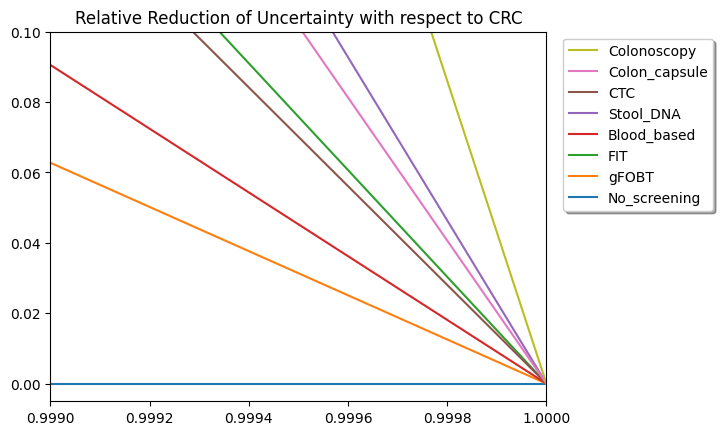 Relative Reduction of Uncertainty with respect to CRC
0.10
0.08
0.06
0.04
0.02
0.00
0.9990
0.9992
0.9994
0.9996
0.9998
1.0000
Colonoscopy
Colon_capsule
CTC
Stool_DNA
Blood_based
FIT
gFOBT
No_screening